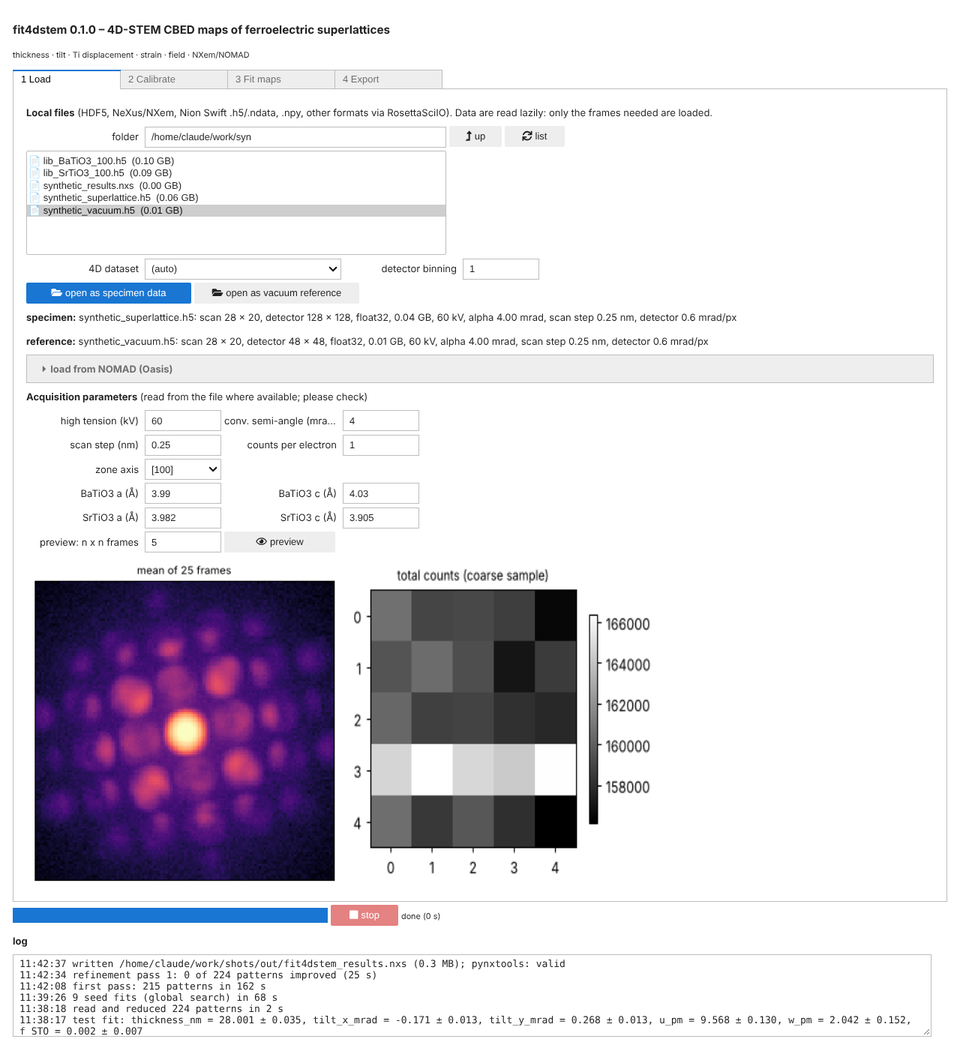 fit4dstem 0.1.0 – 4D-STEM CBED maps of ferroelectric superlattices
thickness · tilt · Ti displacement · strain · field · NXem/NOMAD
1 Load 2 Calibrate 3 Fit maps 4 Export
Local files (HDF5, NeXus/NXem, Nion Swift .h5/.ndata, .npy, other formats via RosettaSciIO). Data are read lazily: only the frames needed are loaded.
folder /home/claude/work/syn up list
lib_BaTiO3_100.h5 (0.10 GB)
lib_SrTiO3_100.h5 (0.09 GB)
synthetic_results.nxs (0.00 GB)
synthetic_superlattice.h5 (0.06 GB)
synthetic_vacuum.h5 (0.01 GB)
4D dataset (auto) detector binning 1
open as specimen data open as vacuum reference
specimen: synthetic_superlattice.h5: scan 28 × 20, detector 128 × 128, float32, 0.04 GB, 60 kV, alpha 4.00 mrad, scan step 0.25 nm, detector 0.6 mrad/px
reference: synthetic_vacuum.h5: scan 28 × 20, detector 48 × 48, float32, 0.01 GB, 60 kV, alpha 4.00 mrad, scan step 0.25 nm, detector 0.6 mrad/px
load from NOMAD (Oasis)
Acquisition parameters (read from the file where available; please check)
high tension (kV) 60 conv. semi-angle (mra... 4
scan step (nm) 0.25 counts per electron 1
zone axis [100]
BaTiO3 a (Å) 3.99 BaTiO3 c (Å) 4.03
SrTiO3 a (Å) 3.982 SrTiO3 c (Å) 3.905
preview: n x n frames 5 preview
mean of 25 frames
total counts (coarse sample)
0
1
2
3
4
0 1 2 3 4
166000
164000
162000
160000
158000
stop done (0 s)
log
11:42:37 written /home/claude/work/shots/out/fit4dstem_results.nxs (0.3 MB); pynxtools: valid
11:42:34 refinement pass 1: 0 of 224 patterns improved (25 s)
11:42:08 first pass: 215 patterns in 162 s
11:39:26 9 seed fits (global search) in 68 s
11:38:18 read and reduced 224 patterns in 2 s
11:38:17 test fit: thickness_nm = 28.001 ± 0.035, tilt_x_mrad = -0.171 ± 0.013, tilt_y_mrad = 0.268 ± 0.013, u_pm = 9.568 ± 0.130, w_pm = 2.042 ± 0.152,
f_STO = 0.002 ± 0.007